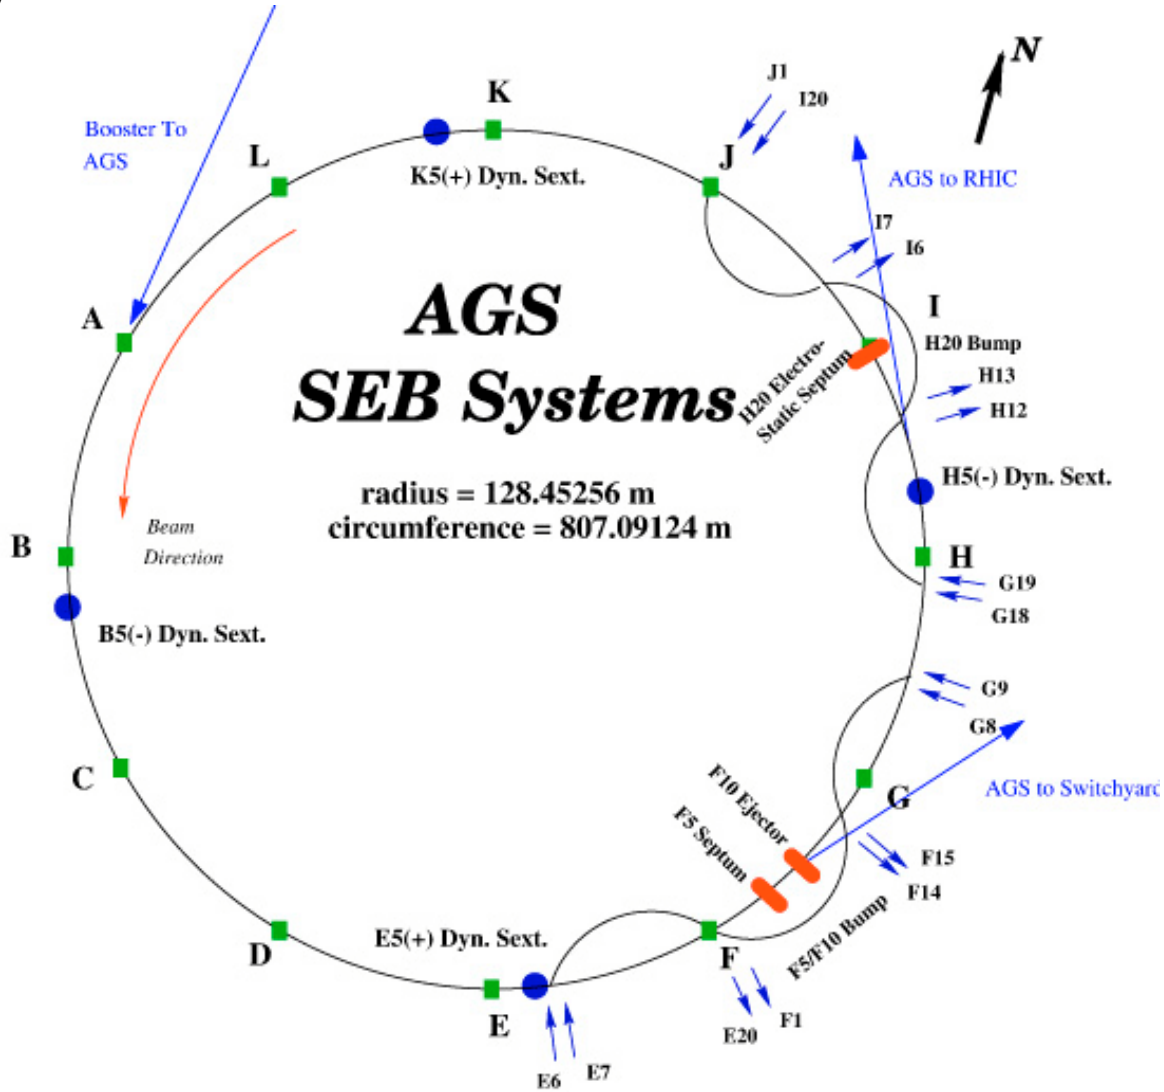 N
J1
I20
K
Booster To
AGS
L
J
K5(+) Dyn. Sext.
AGS to RHIC
I7
I6
A
AGS
SEB Systems
I
H20 Bump
H20 Electro-
Static Septum
H13
H12
radius = 128.45256 m
circumference = 807.09124 m
H5(-) Dyn. Sext.
Beam
Direction
B
H
G19
G18
B5(-) Dyn. Sext.
G9
G8
C
F10 Ejector
F5 Septum
G
AGS to Switchyard
F15
F14
E5(+) Dyn. Sext.
D
F
F5/F10 Bump
E
E20
F1
E6
E7